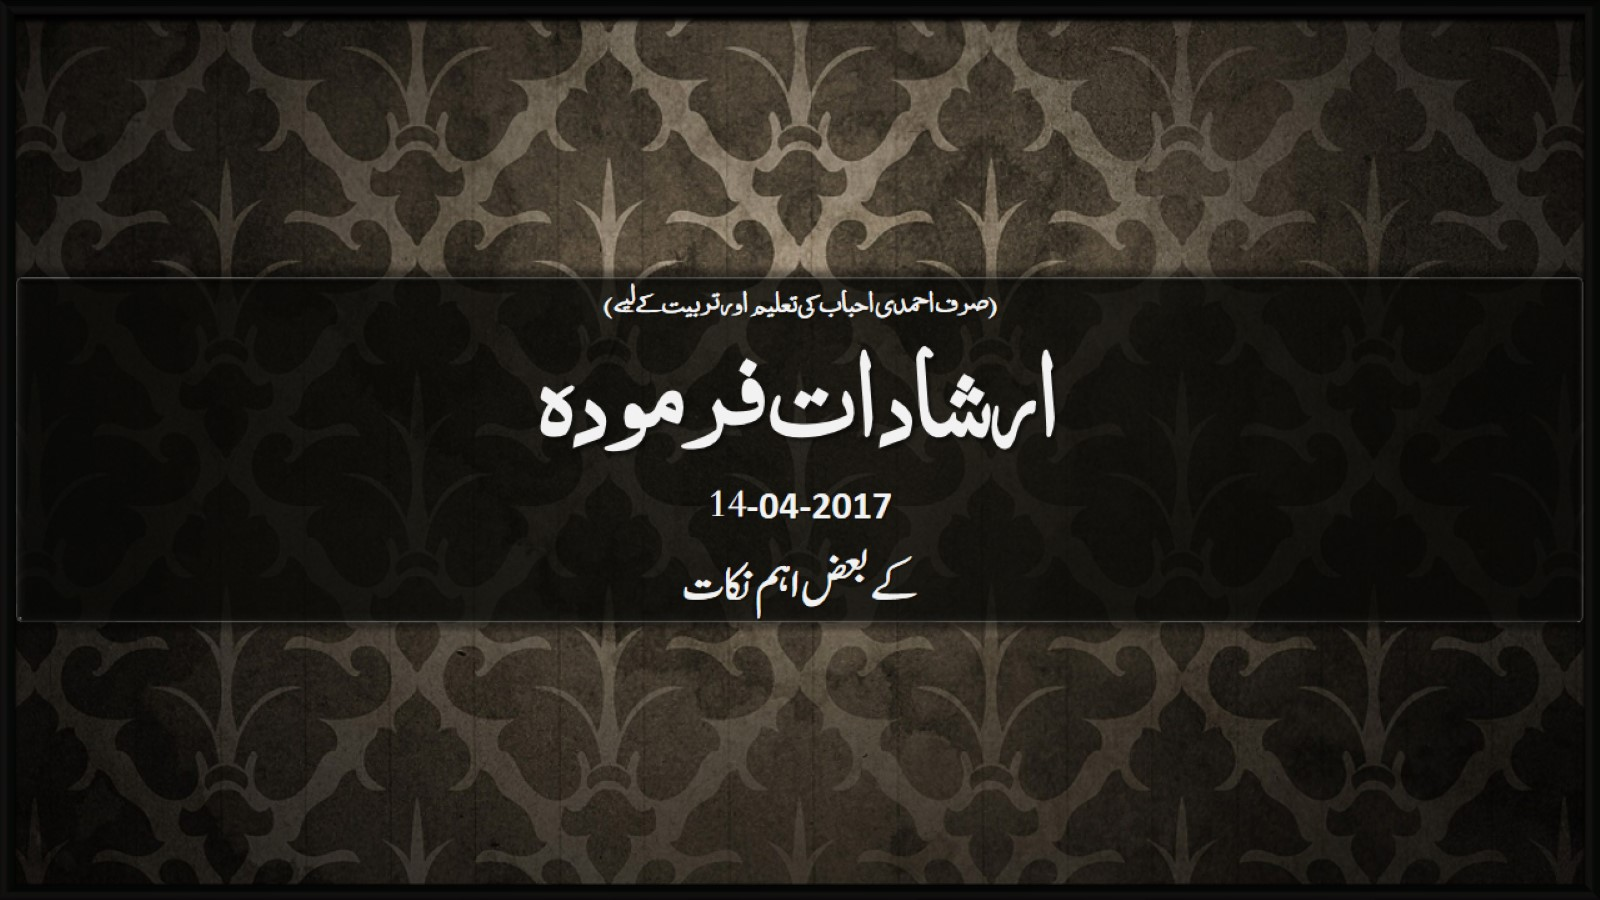 (صرف احمدی احباب کی تعلیم اور تربیت کے لیے)
ارشادات فرمودہ
14-04-2017
کے بعض اہم نکات